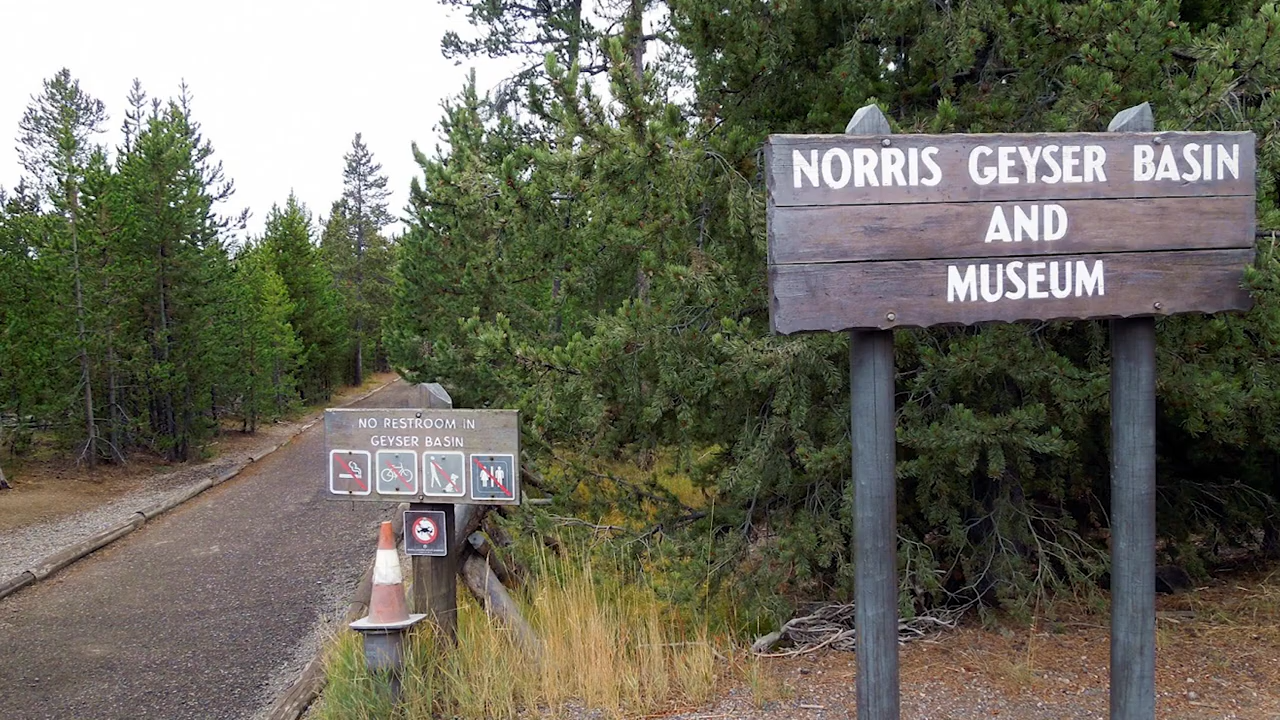 NORRIS GEYSER BASIN
AND
MUSEUM
NO RESTROOM IN
GEYSER BASIN